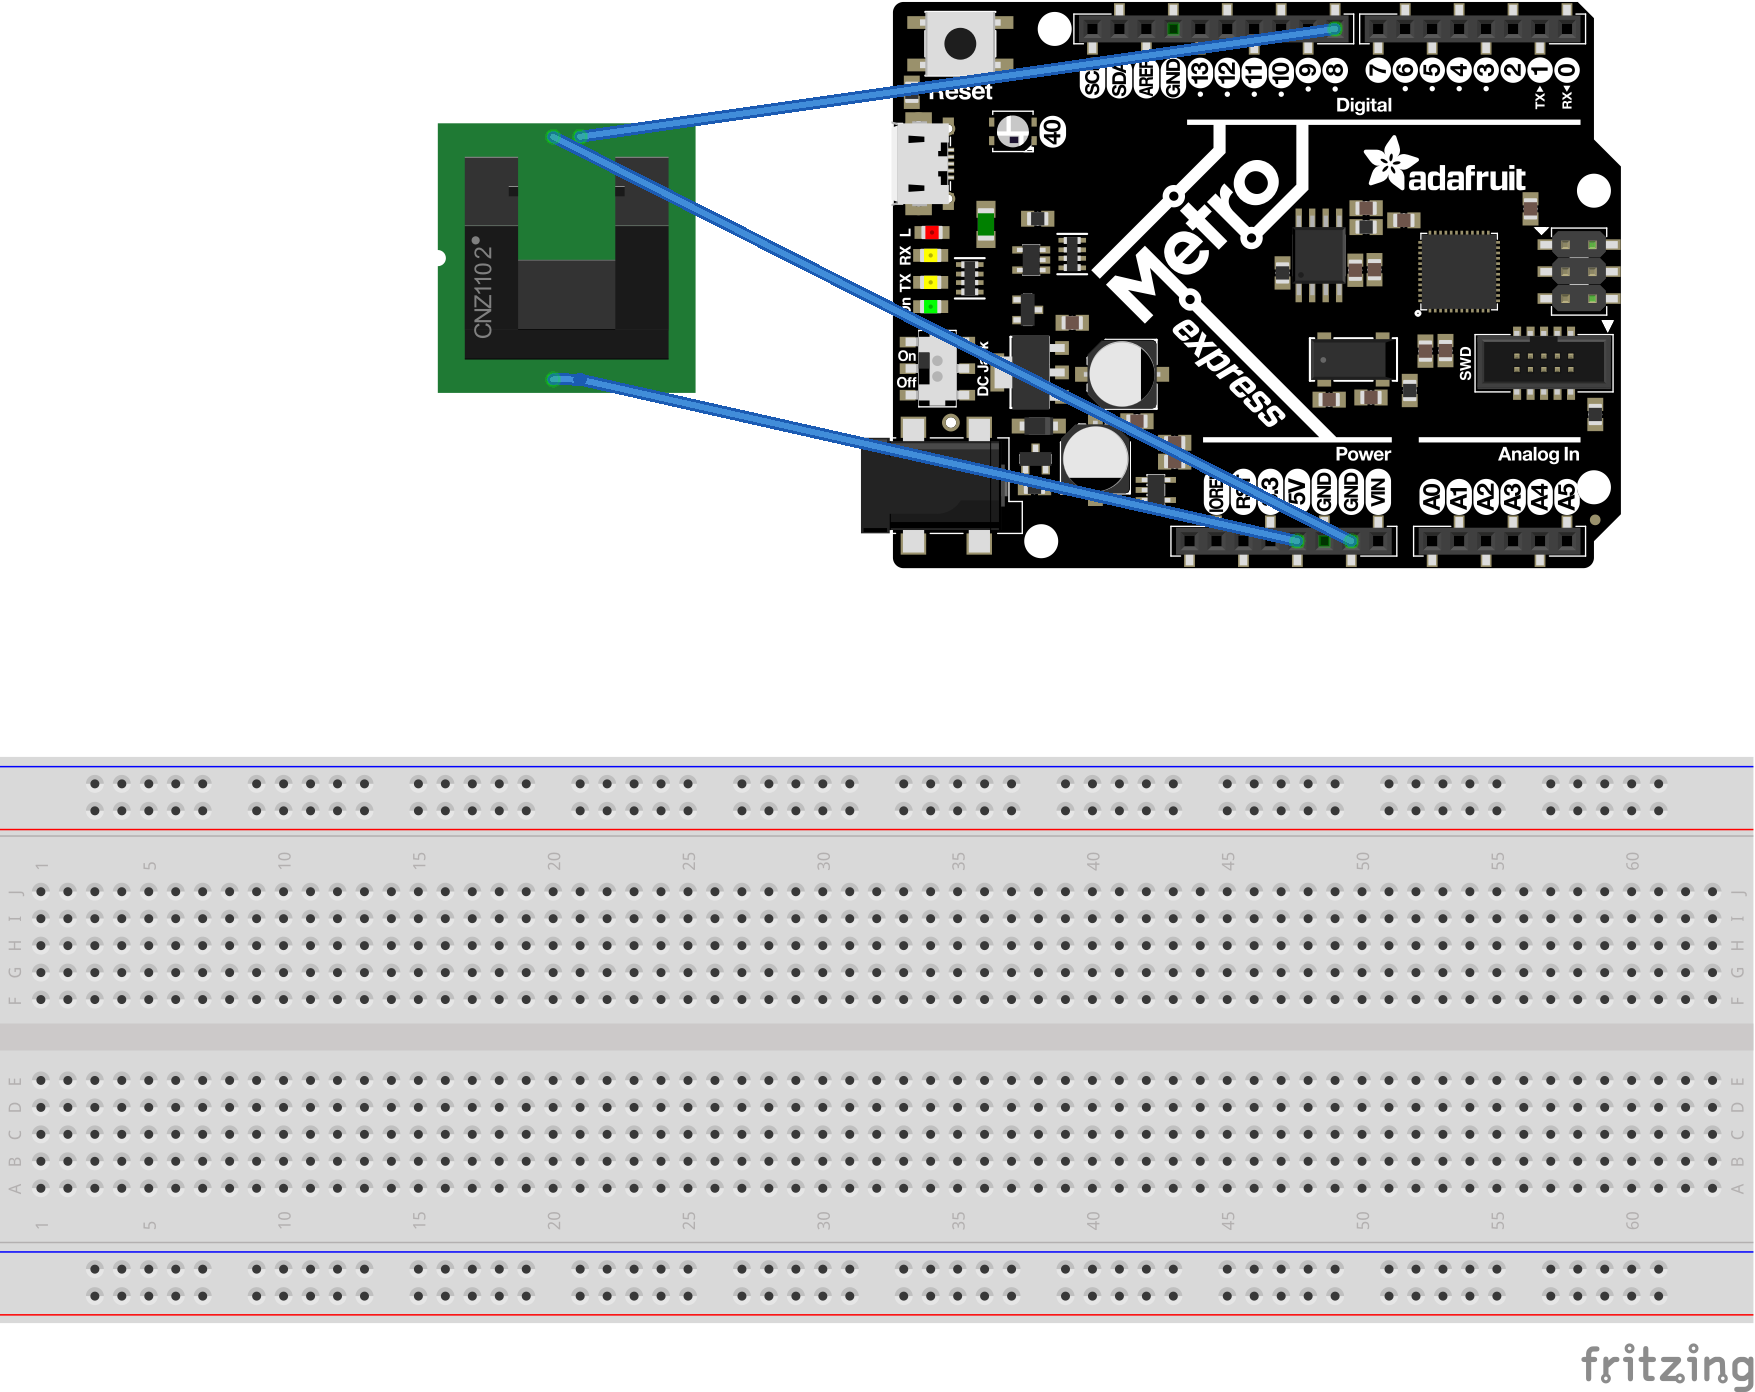 SCL SDA AREF GND 13 12 11 10 9 8 7 6 5 4 3 2 1 0
TX RX
Digital
Reset
40
adafruit
Metro
express
L
RX
TX
On
On
Off
DC Jack
CNZ1102
SWD
Power
Analog In
RST 3.3 5V GND GND VIN A0 A1 A2 A3 A4 A5
1 5 10 15 20 25 30 35 40 45 50 55 60
J J
I I
H H
G G
F F
E E
D D
C C
B B
A A
1 5 10 15 20 25 30 35 40 45 50 55 60
fritzing